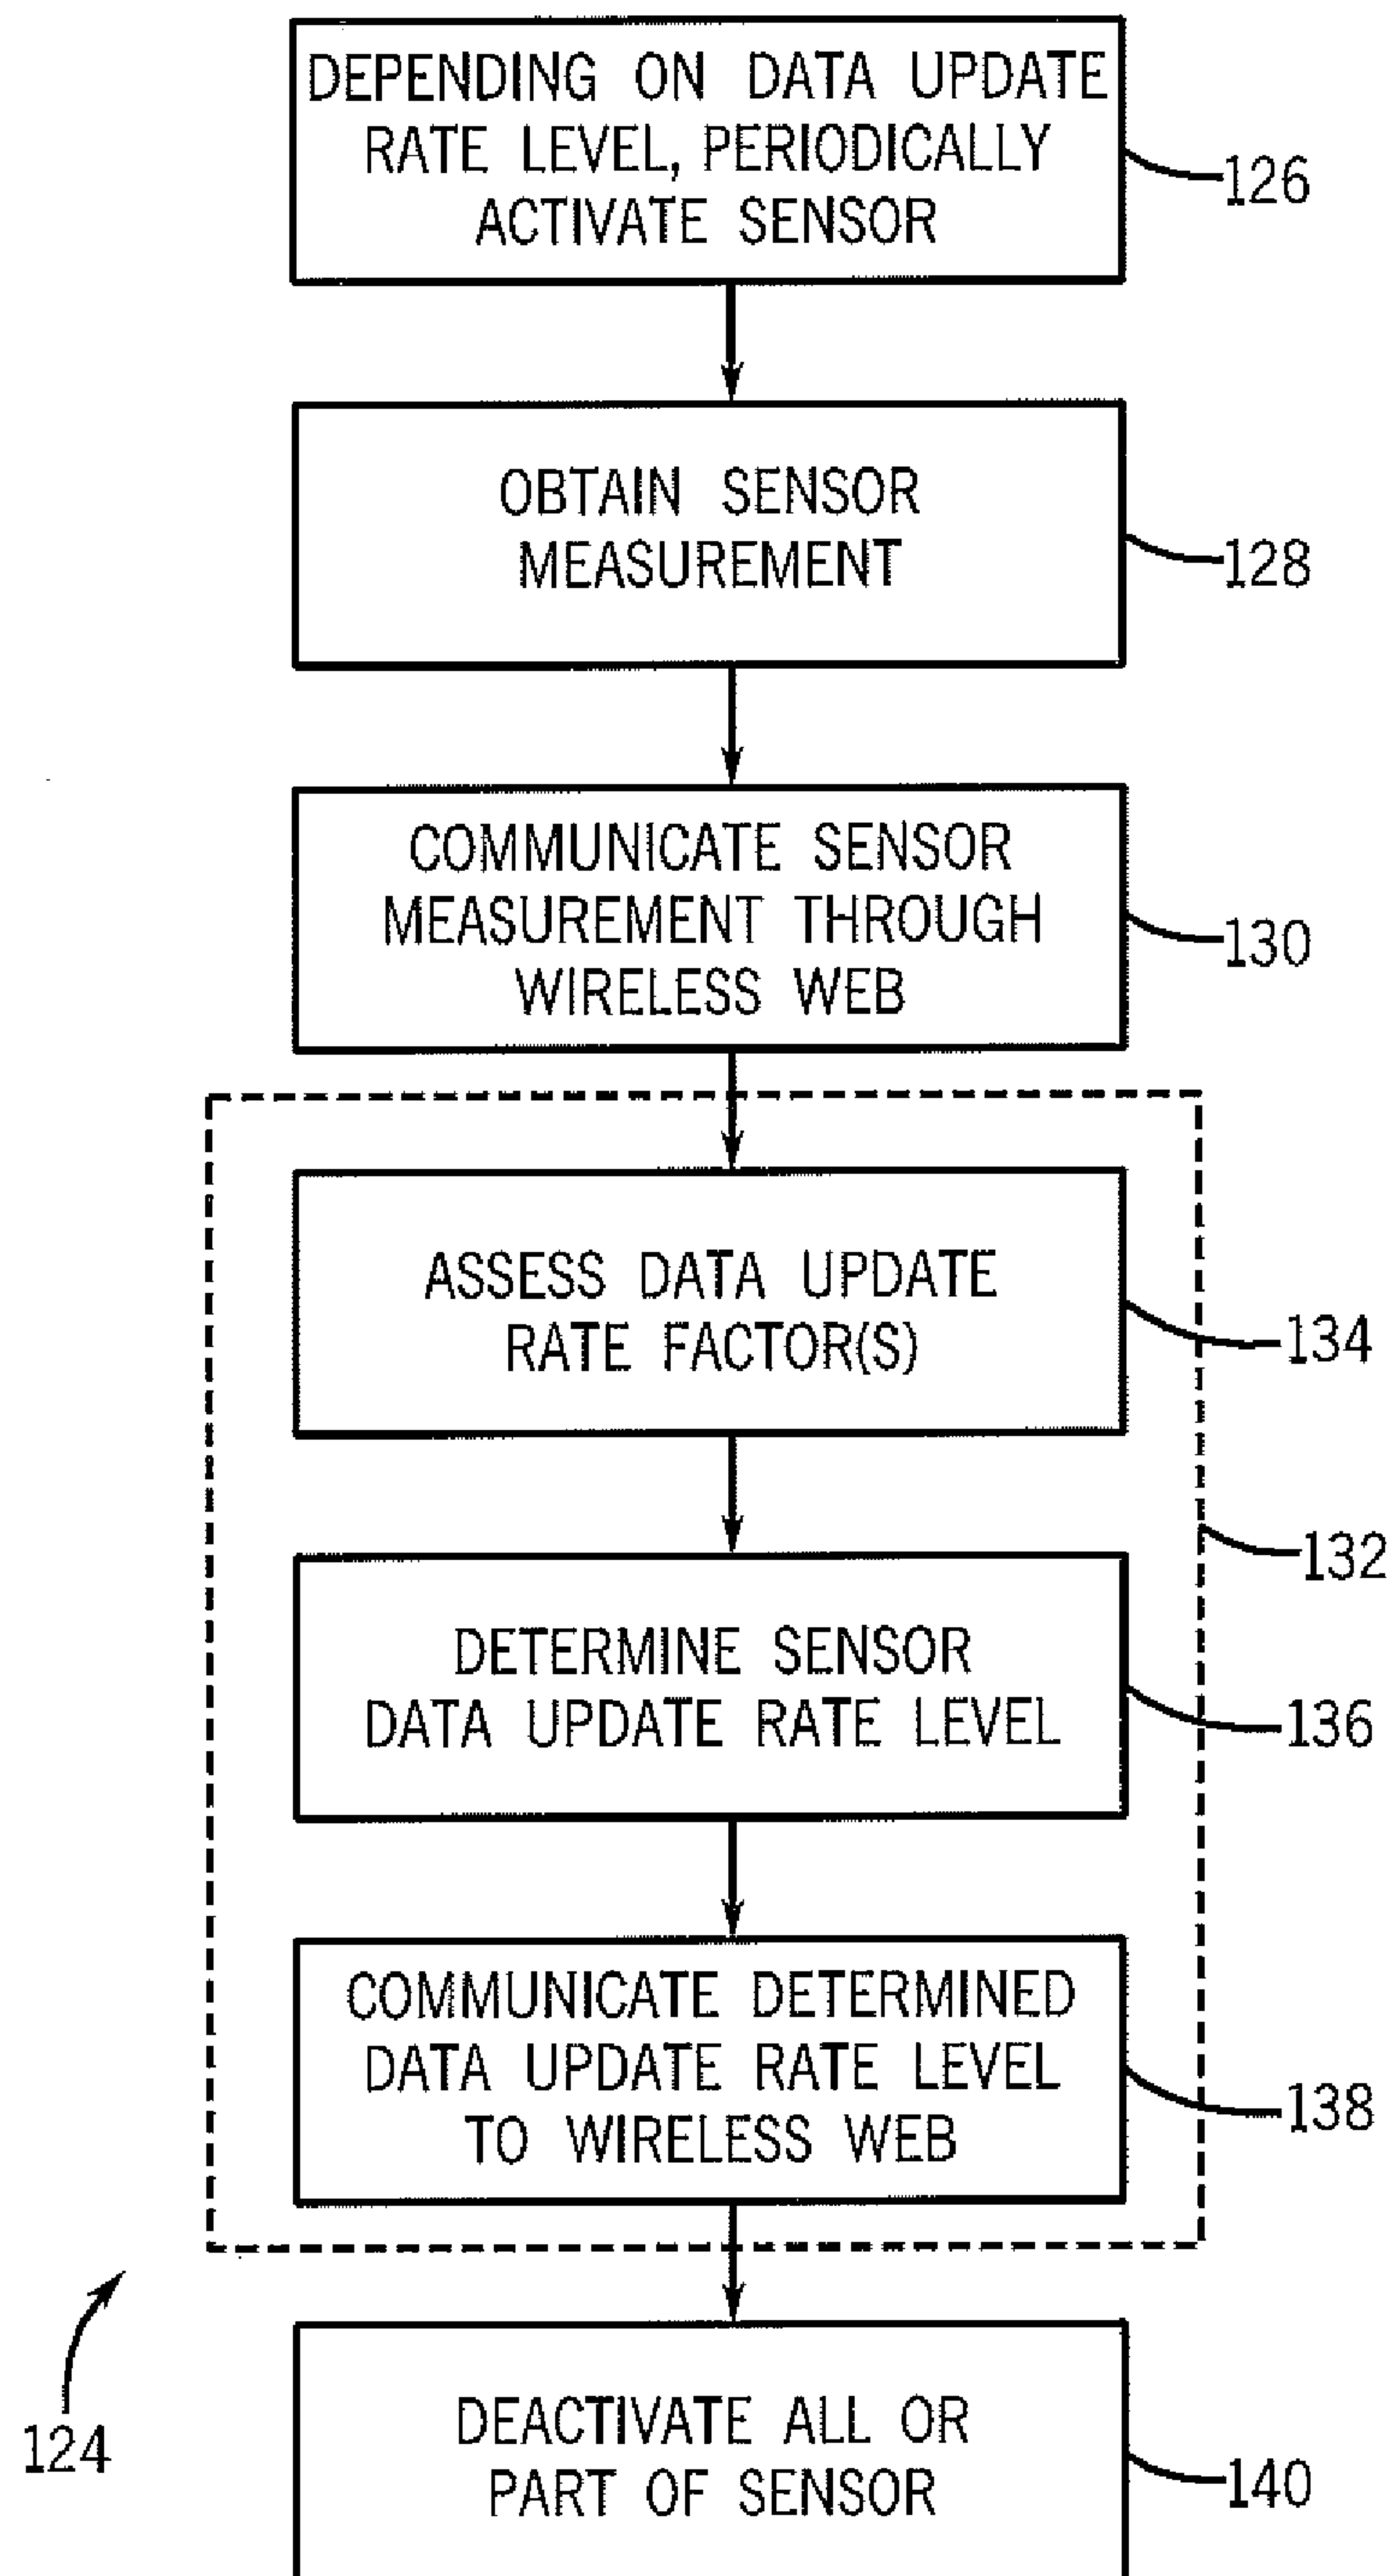 DEPENDING ON DATA UPDATE
RATE LEVEL, PERIODICALLY
ACTIVATE SENSOR
126
OBTAIN SENSOR
MEASUREMENT
128
COMMUNICATE SENSOR
MEASUREMENT THROUGH
WIRELESS WEB
130
ASSESS DATA UPDATE
RATE FACTOR(S)
134
132
DETERMINE SENSOR
DATA UPDATE RATE LEVEL
136
COMMUNICATE DETERMINED
DATA UPDATE RATE LEVEL
TO WIRELESS WEB
138
124
DEACTIVATE ALL OR
PART OF SENSOR
140